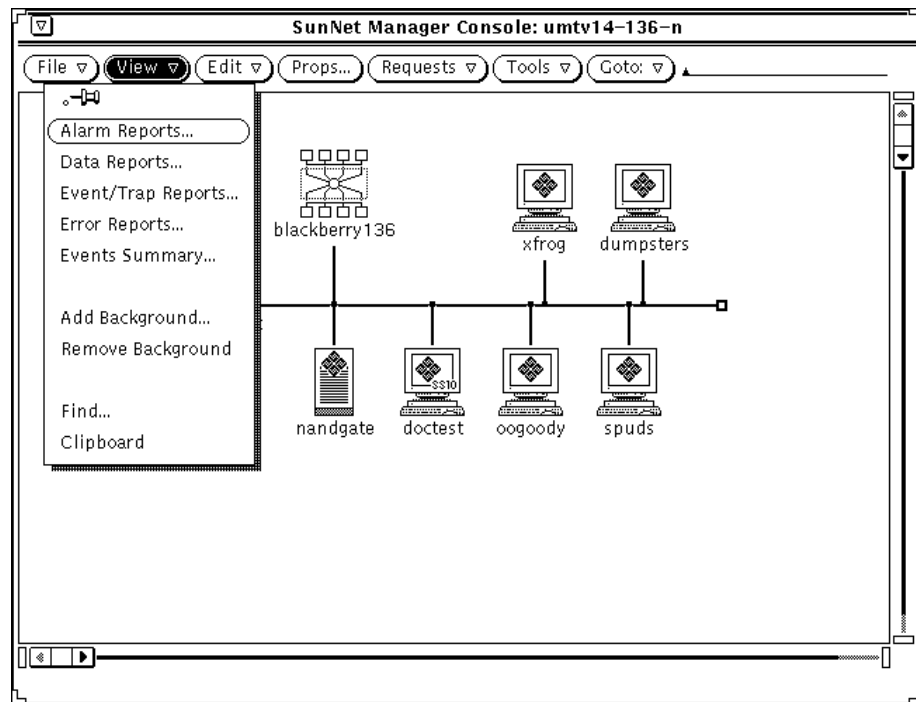 SunNet Manager Console: umtv14-136-n
File View Edit Props... Requests Tools Goto:
Alarm Reports...
Data Reports...
Event/Trap Reports...
Error Reports...
Events Summary...
Add Background...
Remove Background
Find...
Clipboard
blackberry136
xfrog
dumpsters
SS10
nandgate
doctest
oogoody
spuds